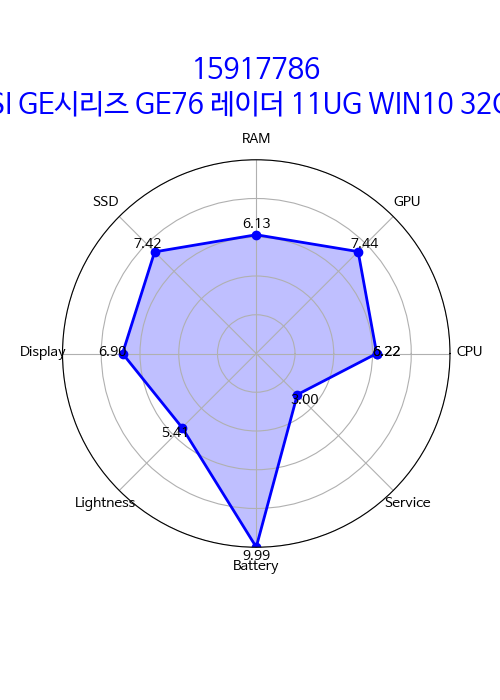 15917786
SI GE시리즈 GE76 레이더 11UG WIN10 32G
RAM
SSD
GPU
6.13
7.42
7.44
Display
6.90
6.22
CPU
3.00
5.41
Lightness
Service
9.99
Battery